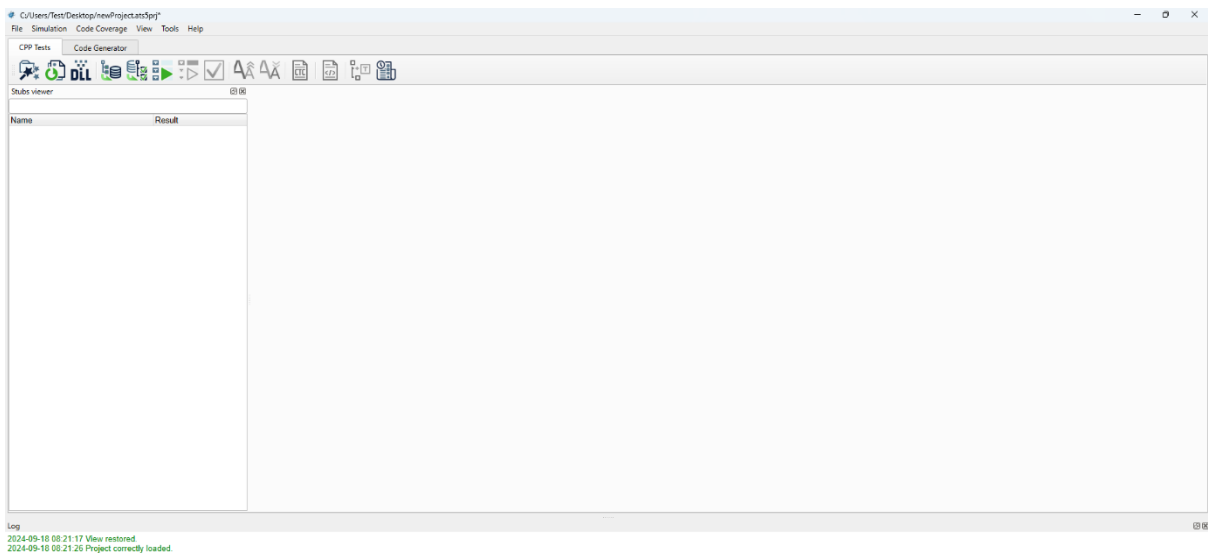 C:/Users/Test/Desktop/newProject.ats5prj*
File Simulation Code Coverage View Tools Help
CPP Tests Code Generator
DLL
Stubs viewer
Name Result
Log
2024-09-18 08:21:17 View restored.
2024-09-18 08:21:26 Project correctly loaded.